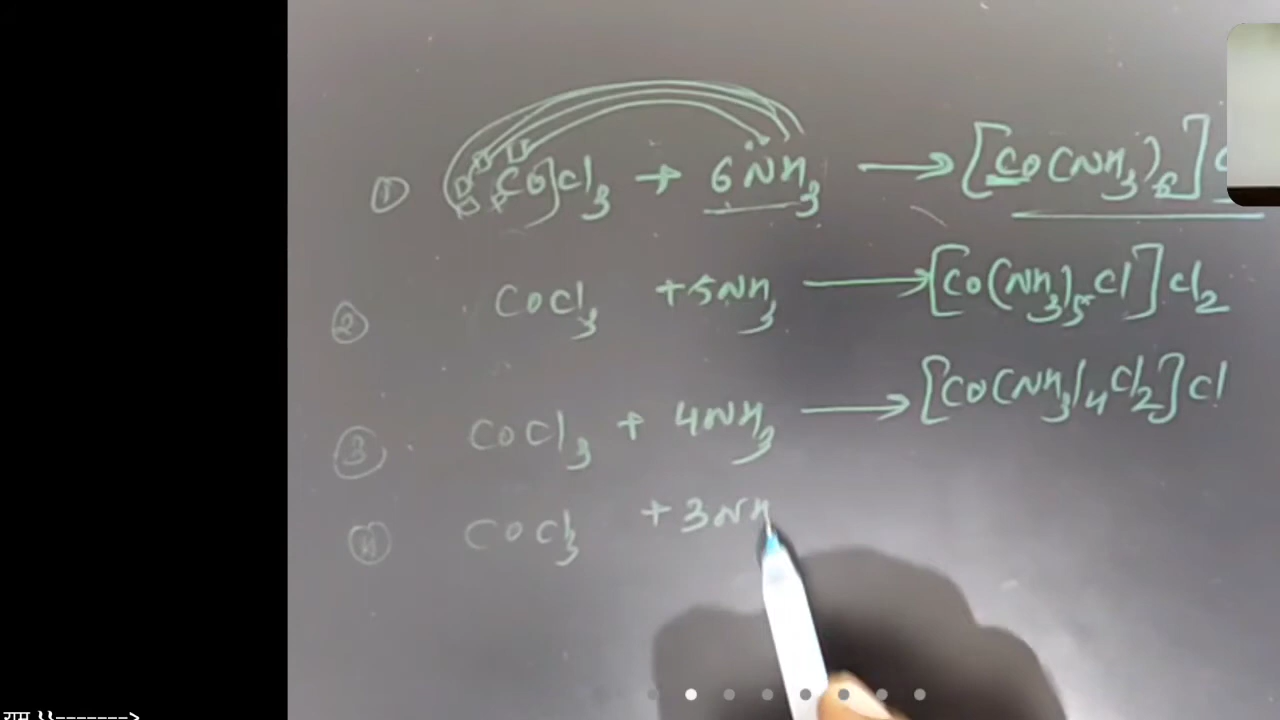 ① CoCl3 + 6NH3 ⟶ [Co(NH3)6]
② CoCl3 + 5NH3 ⟶ [Co(NH3)5Cl]Cl2
③ CoCl3 + 4NH3 ⟶ [Co(NH3)4Cl2]Cl
④ CoCl3 + 3NH
राम }}------->